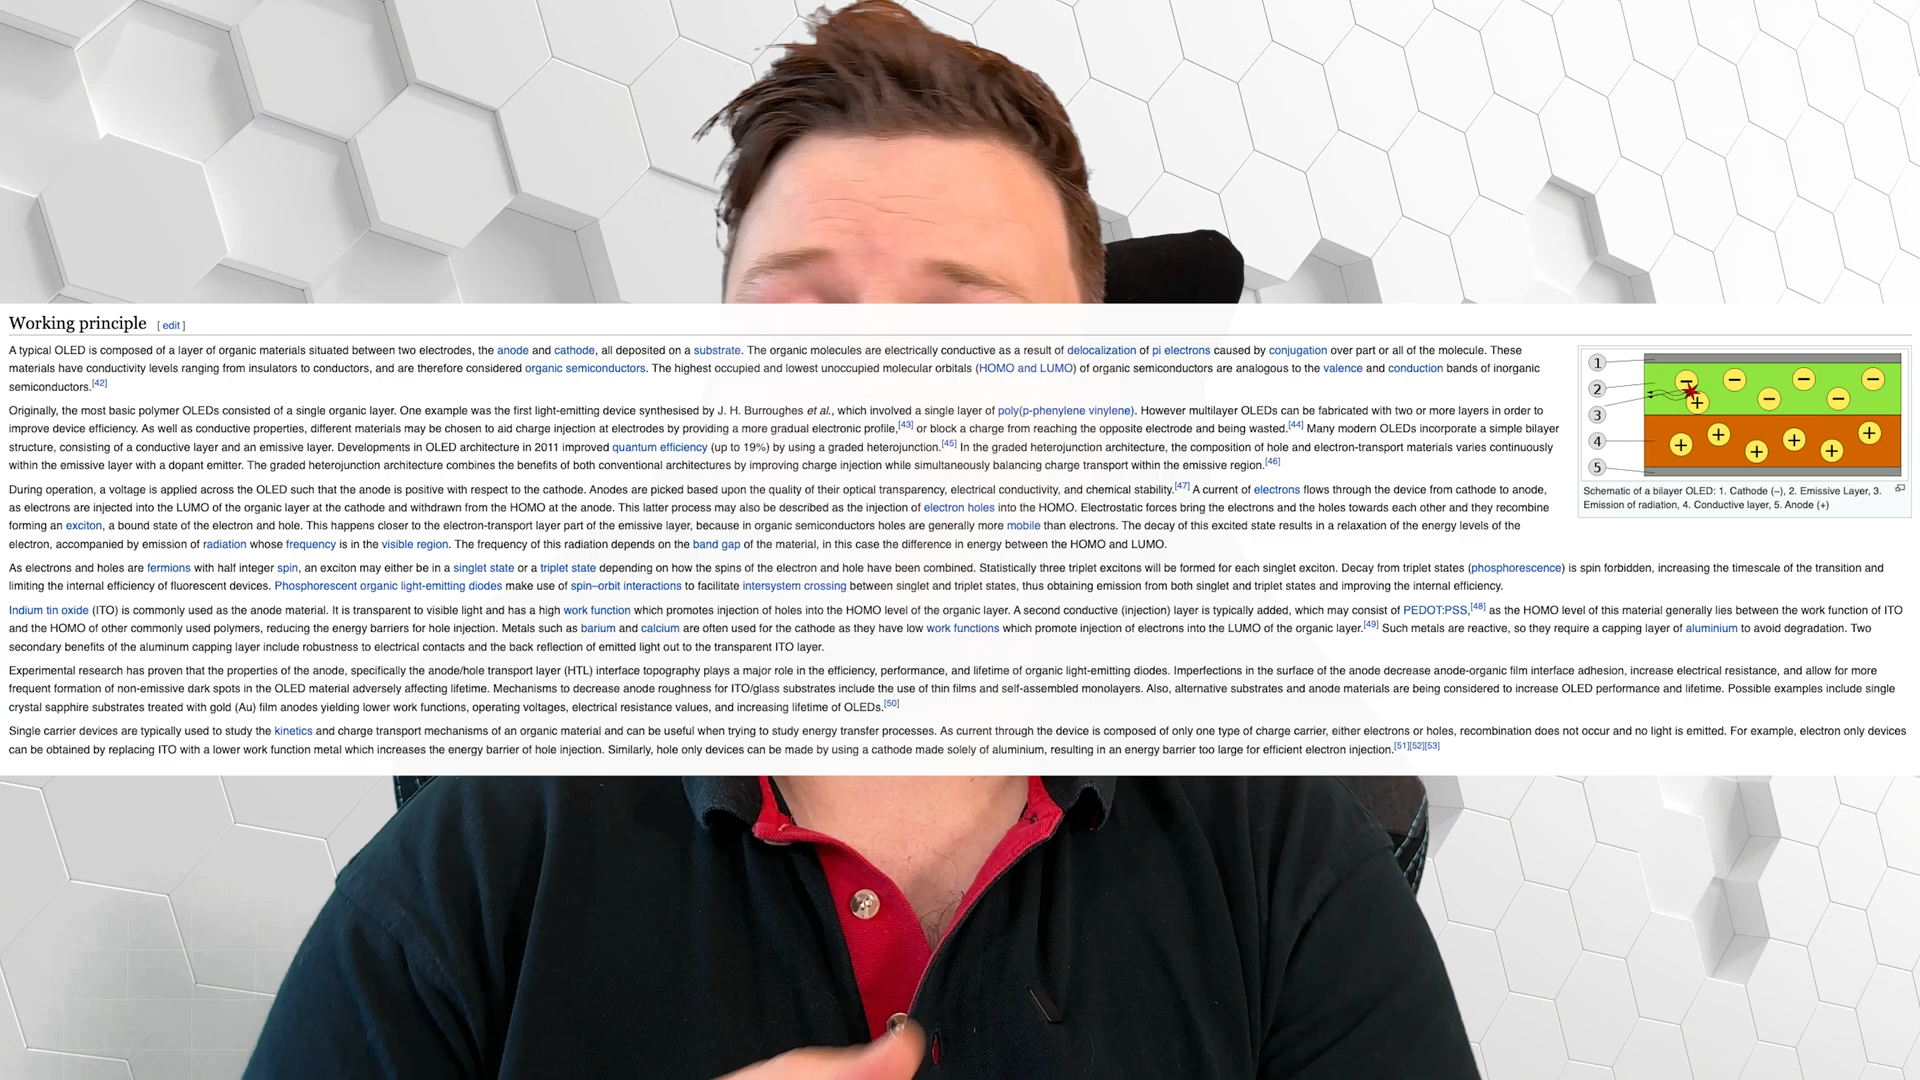 Working principle [ edit ]
A typical OLED is composed of a layer of organic materials situated between two electrodes, the anode and cathode, all deposited on a substrate. The organic molecules are electrically conductive as a result of delocalization of pi electrons caused by conjugation over part or all of the molecule. These
materials have conductivity levels ranging from insulators to conductors, and are therefore considered organic semiconductors. The highest occupied and lowest unoccupied molecular orbitals (HOMO and LUMO) of organic semiconductors are analogous to the valence and conduction bands of inorganic
semiconductors.[42]
Originally, the most basic polymer OLEDs consisted of a single organic layer. One example was the first light-emitting device synthesised by J. H. Burroughes et al., which involved a single layer of poly(p-phenylene vinylene). However multilayer OLEDs can be fabricated with two or more layers in order to
improve device efficiency. As well as conductive properties, different materials may be chosen to aid charge injection at electrodes by providing a more gradual electronic profile,[43] or block a charge from reaching the opposite electrode and being wasted.[44] Many modern OLEDs incorporate a simple bilayer
structure, consisting of a conductive layer and an emissive layer. Developments in OLED architecture in 2011 improved quantum efficiency (up to 19%) by using a graded heterojunction.[45] In the graded heterojunction architecture, the composition of hole and electron-transport materials varies continuously
within the emissive layer with a dopant emitter. The graded heterojunction architecture combines the benefits of both conventional architectures by improving charge injection while simultaneously balancing charge transport within the emissive region.[46]
During operation, a voltage is applied across the OLED such that the anode is positive with respect to the cathode. Anodes are picked based upon the quality of their optical transparency, electrical conductivity, and chemical stability.[47] A current of electrons flows through the device from cathode to anode,
as electrons are injected into the LUMO of the organic layer at the cathode and withdrawn from the HOMO at the anode. This latter process may also be described as the injection of electron holes into the HOMO. Electrostatic forces bring the electrons and the holes towards each other and they recombine
forming an exciton, a bound state of the electron and hole. This happens closer to the electron-transport layer part of the emissive layer, because in organic semiconductors holes are generally more mobile than electrons. The decay of this excited state results in a relaxation of the energy levels of the
electron, accompanied by emission of radiation whose frequency is in the visible region. The frequency of this radiation depends on the band gap of the material, in this case the difference in energy between the HOMO and LUMO.
1
2
3
4
5
− − − − − −
+ + + + + + +
Schematic of a bilayer OLED: 1. Cathode (−), 2. Emissive Layer, 3.
Emission of radiation, 4. Conductive layer, 5. Anode (+)
As electrons and holes are fermions with half integer spin, an exciton may either be in a singlet state or a triplet state depending on how the spins of the electron and hole have been combined. Statistically three triplet excitons will be formed for each singlet exciton. Decay from triplet states (phosphorescence) is spin forbidden, increasing the timescale of the transition and
limiting the internal efficiency of fluorescent devices. Phosphorescent organic light-emitting diodes make use of spin–orbit interactions to facilitate intersystem crossing between singlet and triplet states, thus obtaining emission from both singlet and triplet states and improving the internal efficiency.
Indium tin oxide (ITO) is commonly used as the anode material. It is transparent to visible light and has a high work function which promotes injection of holes into the HOMO level of the organic layer. A second conductive (injection) layer is typically added, which may consist of PEDOT:PSS,[48] as the HOMO level of this material generally lies between the work function of ITO
and the HOMO of other commonly used polymers, reducing the energy barriers for hole injection. Metals such as barium and calcium are often used for the cathode as they have low work functions which promote injection of electrons into the LUMO of the organic layer.[49] Such metals are reactive, so they require a capping layer of aluminium to avoid degradation. Two
secondary benefits of the aluminum capping layer include robustness to electrical contacts and the back reflection of emitted light out to the transparent ITO layer.
Experimental research has proven that the properties of the anode, specifically the anode/hole transport layer (HTL) interface topography plays a major role in the efficiency, performance, and lifetime of organic light-emitting diodes. Imperfections in the surface of the anode decrease anode-organic film interface adhesion, increase electrical resistance, and allow for more
frequent formation of non-emissive dark spots in the OLED material adversely affecting lifetime. Mechanisms to decrease anode roughness for ITO/glass substrates include the use of thin films and self-assembled monolayers. Also, alternative substrates and anode materials are being considered to increase OLED performance and lifetime. Possible examples include single
crystal sapphire substrates treated with gold (Au) film anodes yielding lower work functions, operating voltages, electrical resistance values, and increasing lifetime of OLEDs.[50]
Single carrier devices are typically used to study the kinetics and charge transport mechanisms of an organic material and can be useful when trying to study energy transfer processes. As current through the device is composed of only one type of charge carrier, either electrons or holes, recombination does not occur and no light is emitted. For example, electron only devices
can be obtained by replacing ITO with a lower work function metal which increases the energy barrier of hole injection. Similarly, hole only devices can be made by using a cathode made solely of aluminium, resulting in an energy barrier too large for efficient electron injection.[51][52][53]